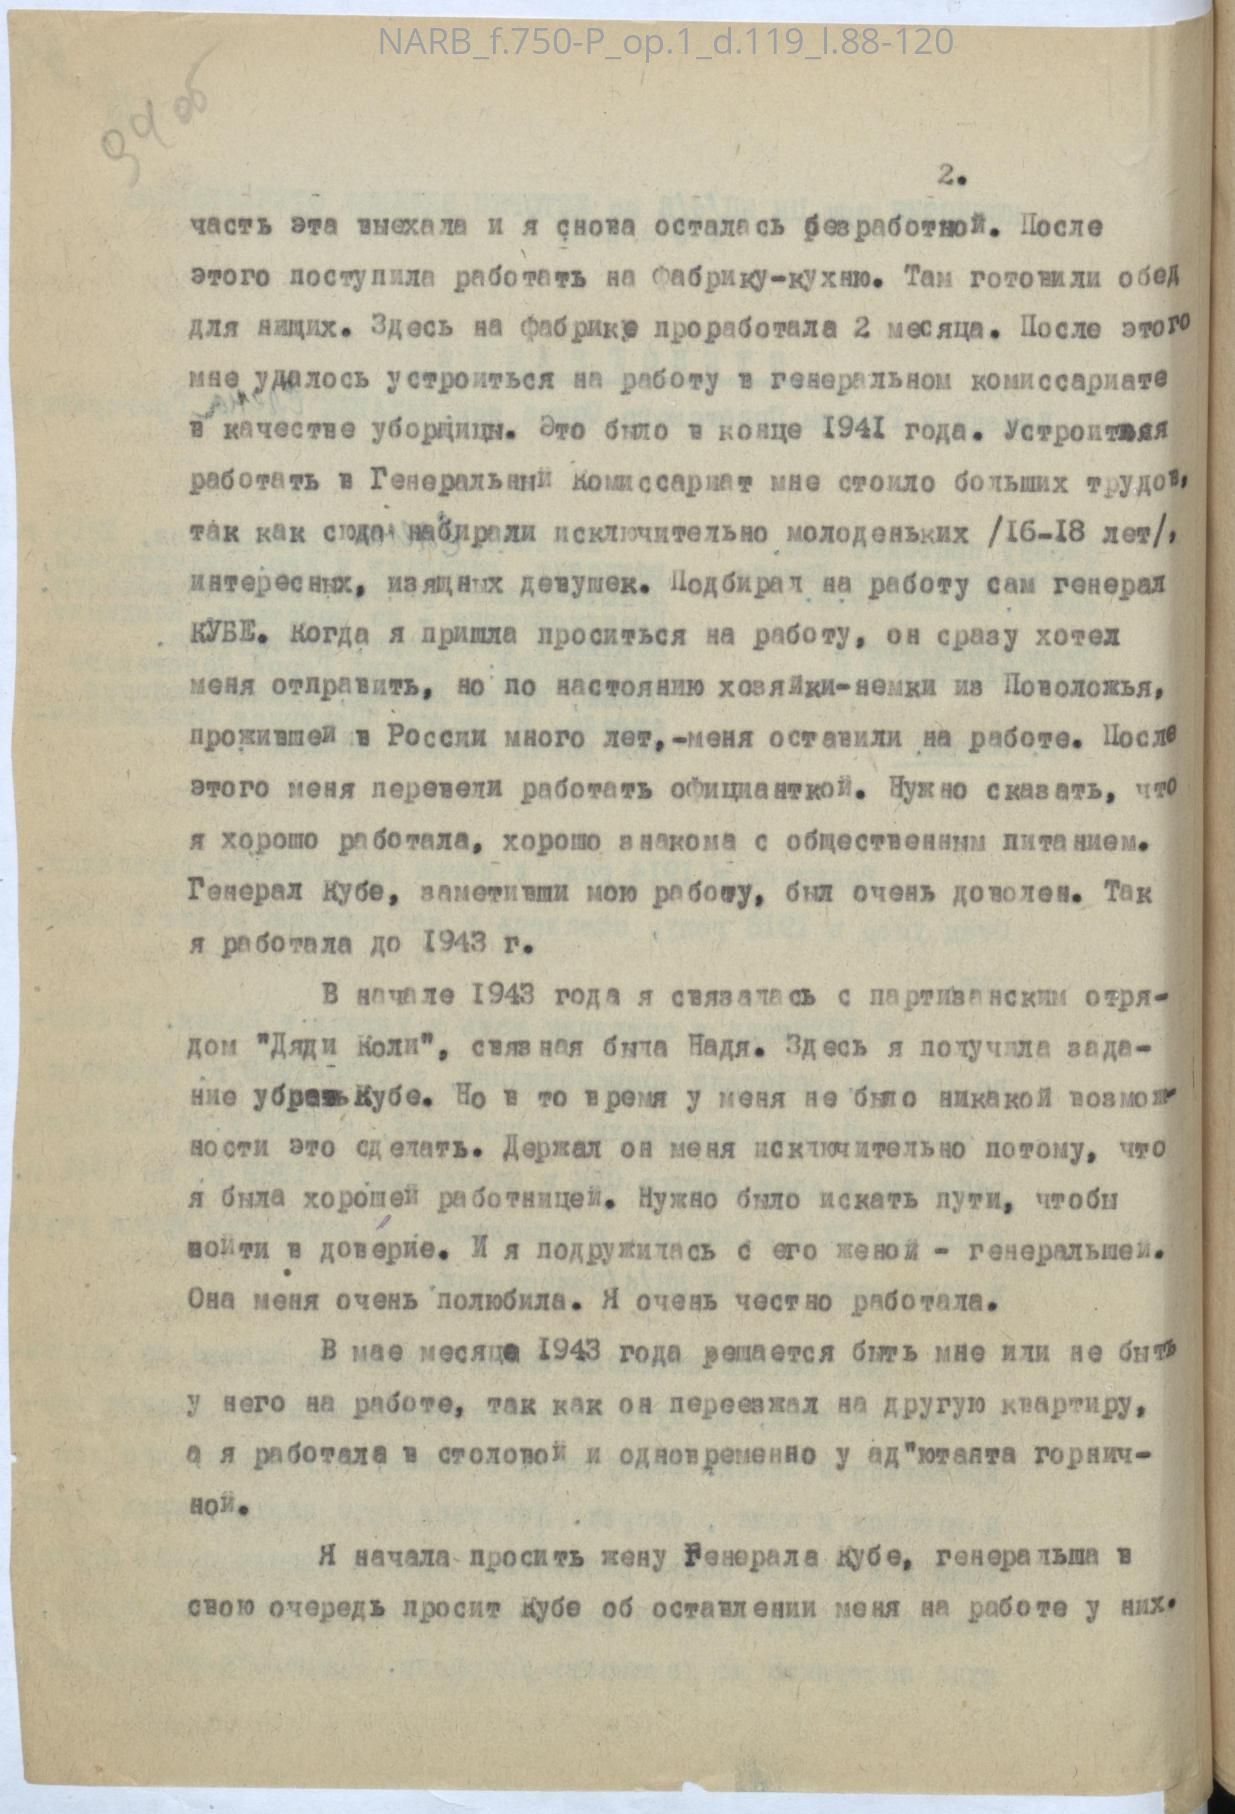 NARB_f.750-P_op.1_d.119_l.88-120
2.
часть эта выехала и я снова осталась безработной. После
этого поступила работать на фабрику-кухню. Там готовили обед
для нищих. Здесь на фабрике проработала 2 месяца. После этого
мне удалось устроиться на работу в генеральном комиссариате
в качестве уборщицы. Это было в конце 1941 года. Устроится
работать в Генеральный Комиссариат мне стоило больших трудов,
так как сюда набирали исключительно молоденьких /16-18 лет/,
интересных, изящных девушек. Подбирал на работу сам генерал
КУБЕ. Когда я пришла проситься на работу, он сразу хотел
меня отправить, но по настоянию хозяйки-немки из Поволожья,
прожившей в России много лет,-меня оставили на работе. После
этого меня перевели работать официанткой. Нужно сказать, что
я хорошо работала, хорошо знакома с общественным питанием.
Генерал Кубе, заметивши мою работу, был очень доволен. Так
я работала до 1943 г.
В начале 1943 года я связалась с партизанским отря-
дом "Дяди Коли", связная была Надя. Здесь я получила зада-
ние убрать Кубе. Но в то время у меня не было никакой возмож-
ности это сделать. Держал он меня исключительно потому, что
я была хорошей работницей. Нужно было искать пути, чтобы
войти в доверие. И я подружилась с его женой - генеральшей.
Она меня очень полюбила. Я очень честно работала.
В мае месяце 1943 года решается быть мне или не быть
у него на работе, так как он переезжал на другую квартиру,
а я работала в столовой и одновременно у ад"ютанта горнич-
ной.
Я начала просить жену Генерала Кубе, генеральша в
свою очередь просит Кубе об оставлении меня на работе у них.